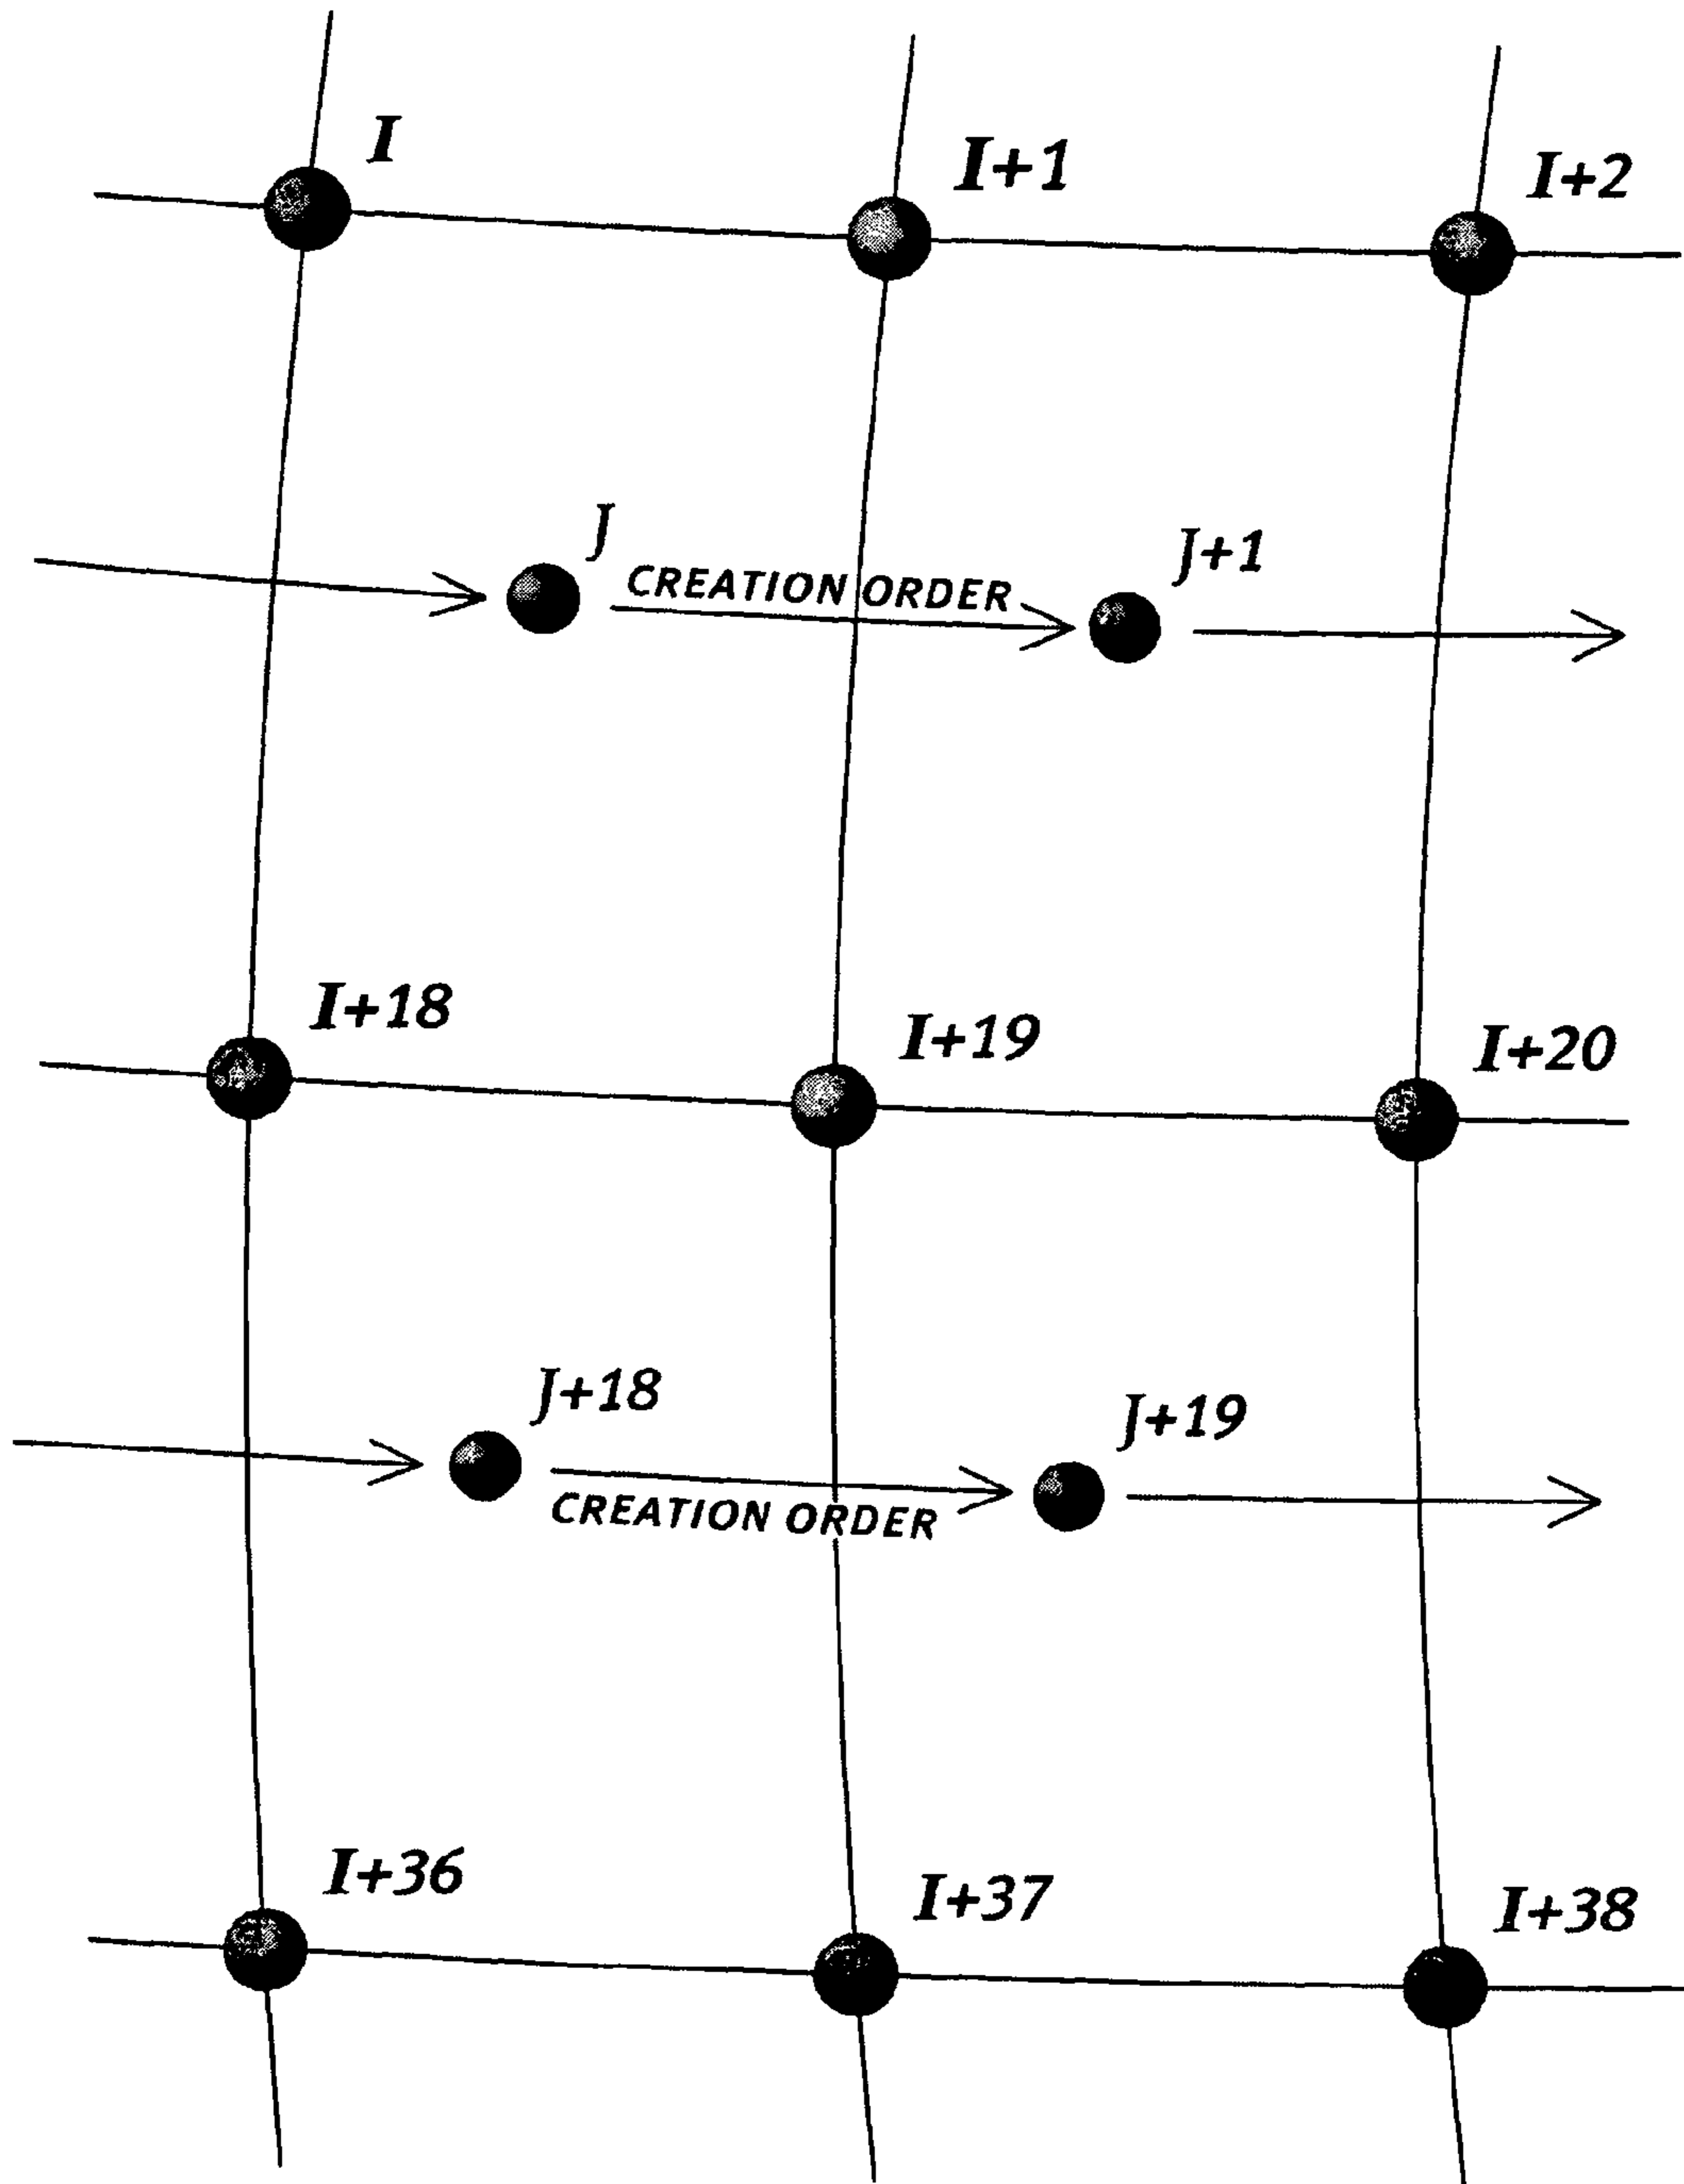 I
I+1
I+2
J
CREATION ORDER
J+1
I+18
I+19
I+20
J+18
CREATION ORDER
J+19
I+36
I+37
I+38